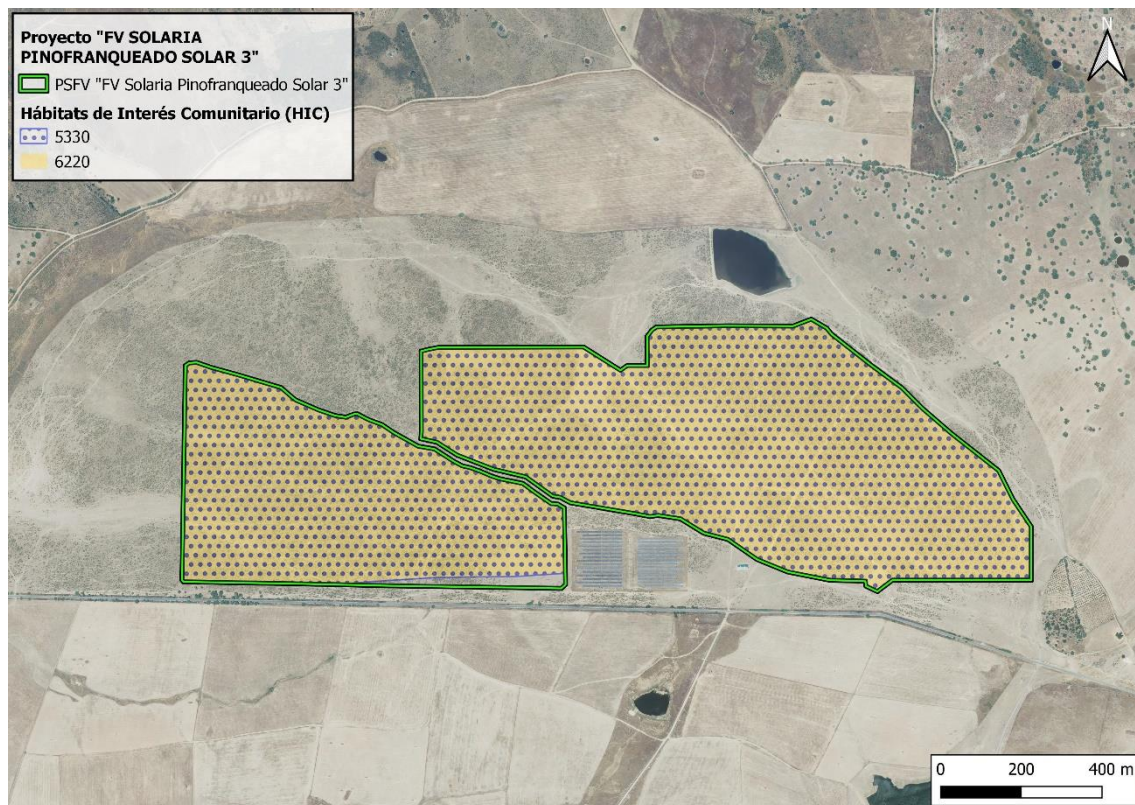 Proyecto "FV SOLARIA
PINOFRANQUEADO SOLAR 3"
PSFV "FV Solaria Pinofranqueado Solar 3"
Hábitats de Interés Comunitario (HIC)
5330
6220
N
0 200 400 m